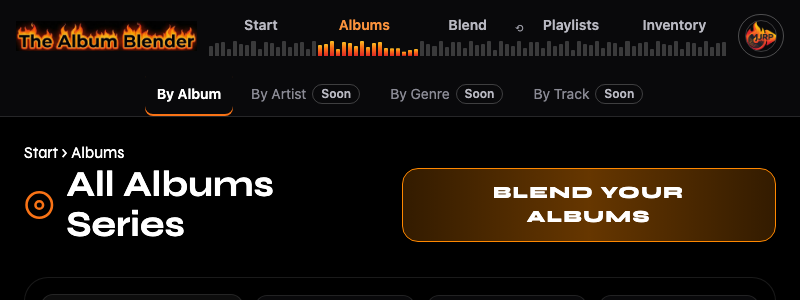 The Album Blender
Start Albums Blend Playlists Inventory
By Album By Artist Soon By Genre Soon By Track Soon
Start › Albums
All Albums
Series
BLEND YOUR
ALBUMS